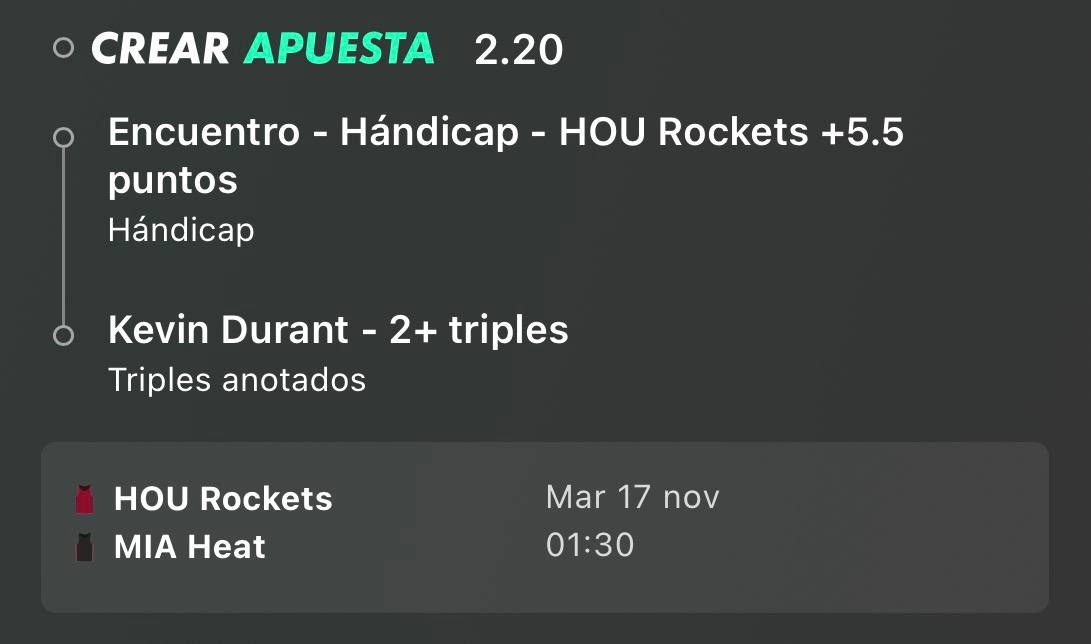 CREAR APUESTA 2.20
Encuentro - Hándicap - HOU Rockets +5.5
puntos
Hándicap
Kevin Durant - 2+ triples
Triples anotados
HOU Rockets Mar 17 nov
MIA Heat 01:30